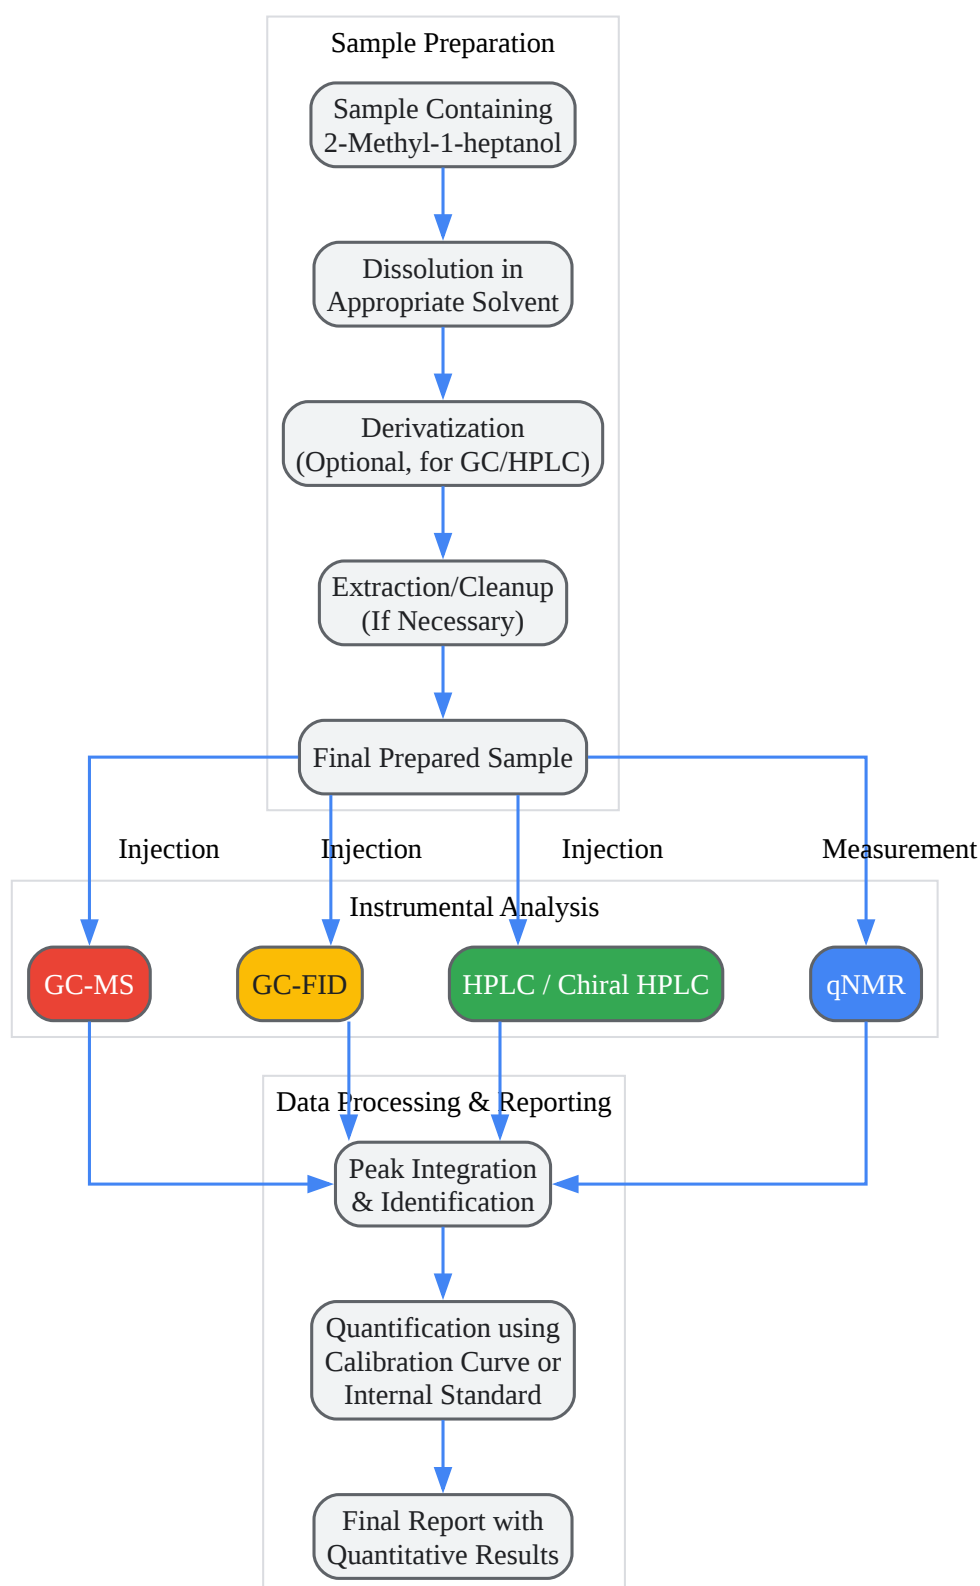 Sample Preparation
Sample Containing
2-Methyl-1-heptanol
Dissolution in
Appropriate Solvent
Derivatization
(Optional, for GC/HPLC)
Extraction/Cleanup
(If Necessary)
Final Prepared Sample
Injection
Injection
Injection
Measurement
Instrumental Analysis
GC-MS
GC-FID
HPLC / Chiral HPLC
qNMR
Data Processing & Reporting
Peak Integration
& Identification
Quantification using
Calibration Curve or
Internal Standard
Final Report with
Quantitative Results